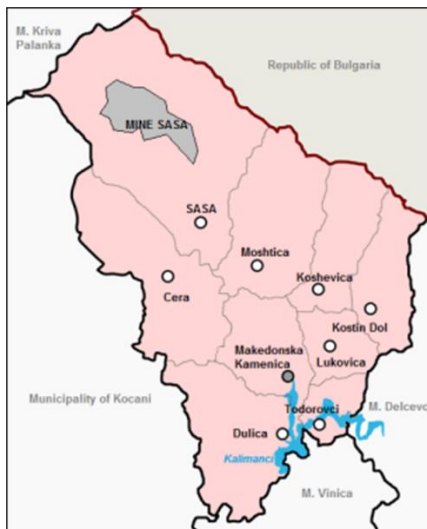 M. Kriva
Palanka
Republic of Bulgaria
MINE SASA
SASA
Moshtica
Koshevica
Cera
Kostin Dol
Makedonska
Kamenica
Lukovica
Municipality of Kocani
Todorovci
M. Delcevo
Dulica
Kalimanci
M. Vinica